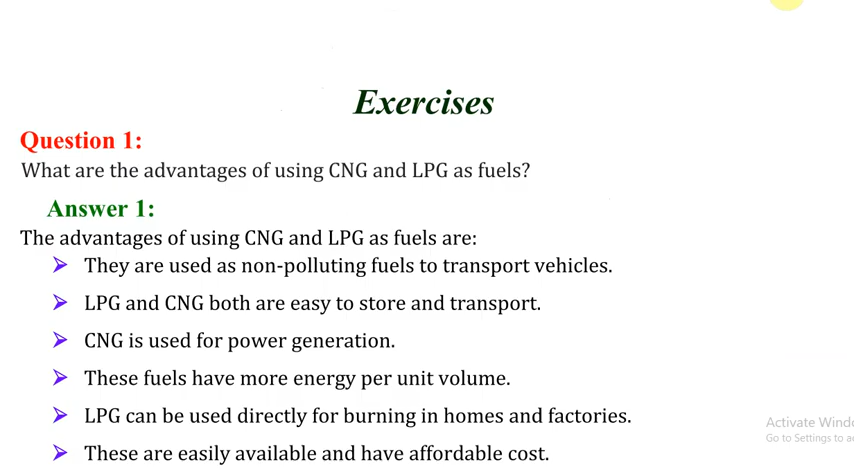 Exercises
Question 1:
What are the advantages of using CNG and LPG as fuels?
Answer 1:
The advantages of using CNG and LPG as fuels are:
They are used as non-polluting fuels to transport vehicles.
LPG and CNG both are easy to store and transport.
CNG is used for power generation.
These fuels have more energy per unit volume.
LPG can be used directly for burning in homes and factories.
Activate Windo
Go to Settings to a
These are easily available and have affordable cost.